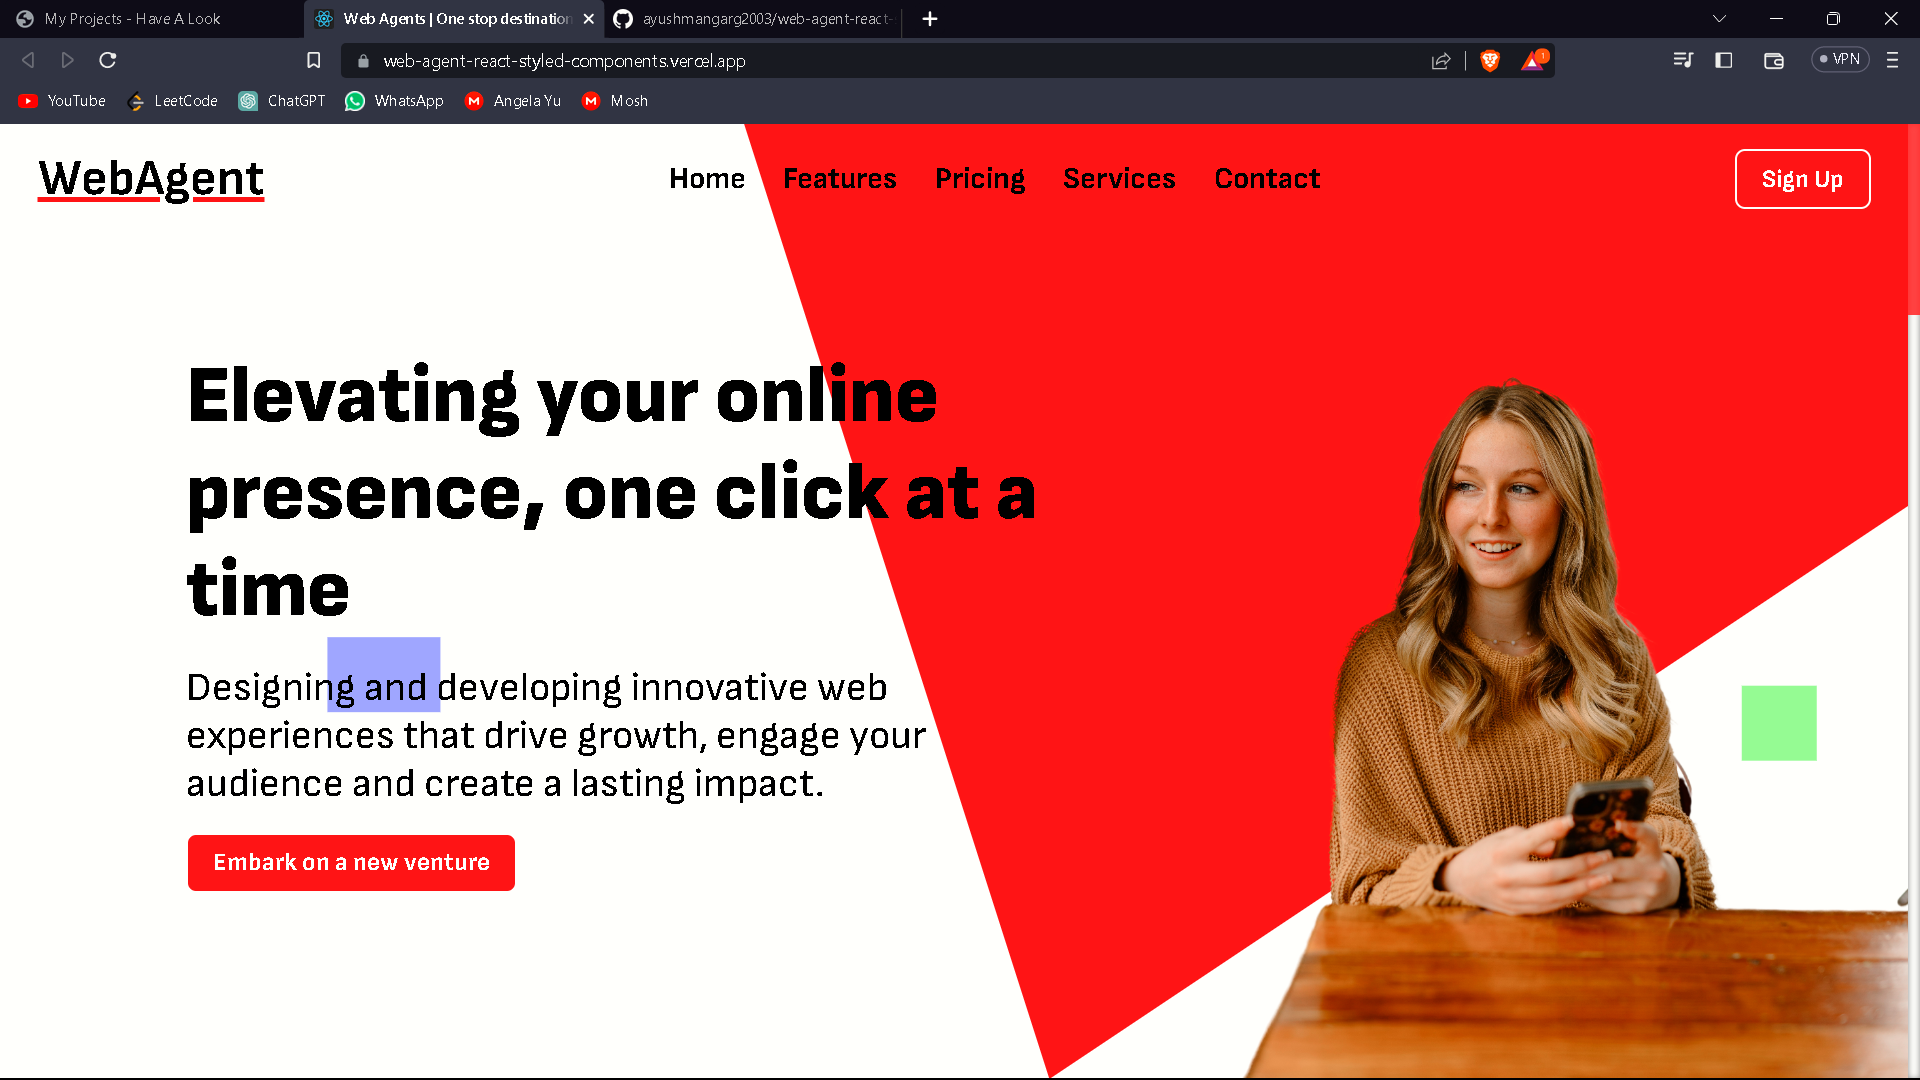 My Projects - Have A Look
Web Agents | One stop destination
ayushmangarg2003/web-agent-react-
web-agent-react-styled-components.vercel.app
1
VPN
YouTube
LeetCode
ChatGPT
WhatsApp
Angela Yu
Mosh
WebAgent
Home
Features
Pricing
Services
Contact
Sign Up
Elevating your online
presence, one click at a
time
Designing and developing innovative web
experiences that drive growth, engage your
audience and create a lasting impact.
Embark on a new venture